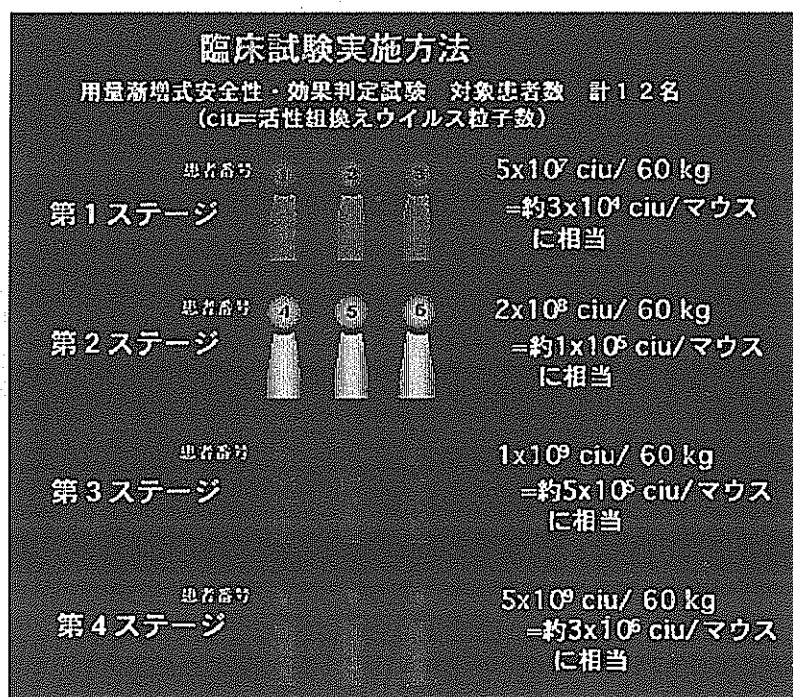 臨床試験実施方法
用量漸増式安全性・効果判定試験 対象患者数 計12名
(ciu=活性組換えウイルス粒子数)
患者番号 1 2 3
第1ステージ
5x10⁷ ciu/ 60 kg
=約3x10⁴ ciu/マウス
に相当
患者番号 4 5 6
第2ステージ
2x10⁸ ciu/ 60 kg
=約1x10⁵ ciu/マウス
に相当
患者番号
第3ステージ
1x10⁹ ciu/ 60 kg
=約5x10⁵ ciu/マウス
に相当
患者番号
第4ステージ
5x10⁹ ciu/ 60 kg
=約3x10⁶ ciu/マウス
に相当